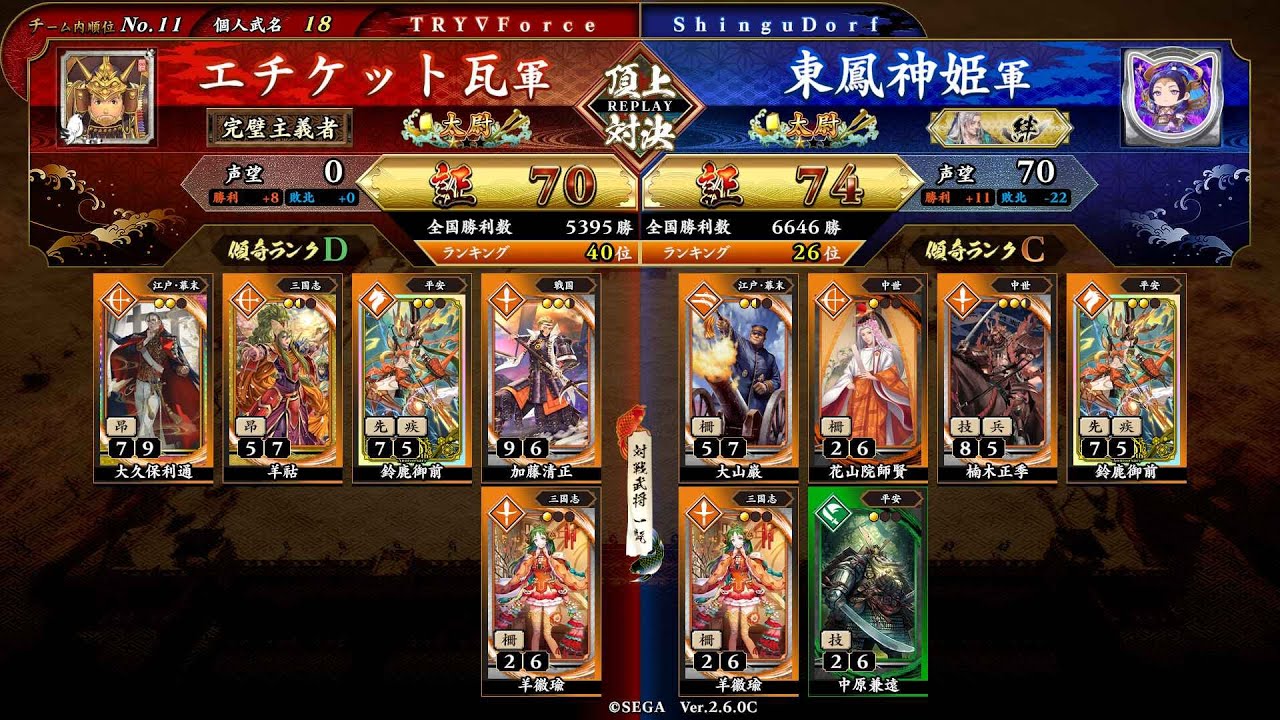 チーム内順位 No.11 個人武名 18 TRY∇Force ShinguDorf
エチケット瓦軍 頂上 REPLAY 対決 東鳳神姫軍
完璧主義者 太尉 太尉 絆
声望 0 証 70 証 74 声望 70
勝利 +8 敗北 +0 勝利 +11 敗北 -22
全国勝利数 5395勝 全国勝利数 6646勝
傾奇ランクD ランキング 40位 ランキング 26位 傾奇ランクC
江戸・幕末 三国志 平安 戦国 江戸・幕末 中世 中世 平安
昴 昴 先 疾 柵 柵 技 兵 先 疾
7 9 5 7 7 5 9 6 5 7 2 6 8 5 7 5
大久保利通 羊祜 鈴鹿御前 加藤清正 大山巌 花山院師賢 楠木正季 鈴鹿御前
対戦武将一覧
三国志 三国志 平安
柵 柵 技
2 6 2 6 2 6
羊徽瑜 羊徽瑜 中原兼遠
©SEGA Ver.2.6.0C